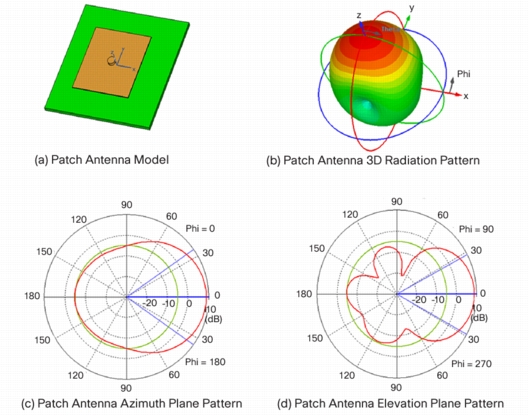 z
y
Theta
Phi
x
(a) Patch Antenna Model
(b) Patch Antenna 3D Radiation Pattern
90
120
60
Phi = 0
150
30
180
-20 -10 0
0
10
(dB)
150
30
120
60
Phi = 180
90
90
120
60
Phi = 90
150
30
180
-20 -10 0
0
10
(dB)
150
30
120
60
Phi = 270
90
(c) Patch Antenna Azimuth Plane Pattern
(d) Patch Antenna Elevation Plane Pattern